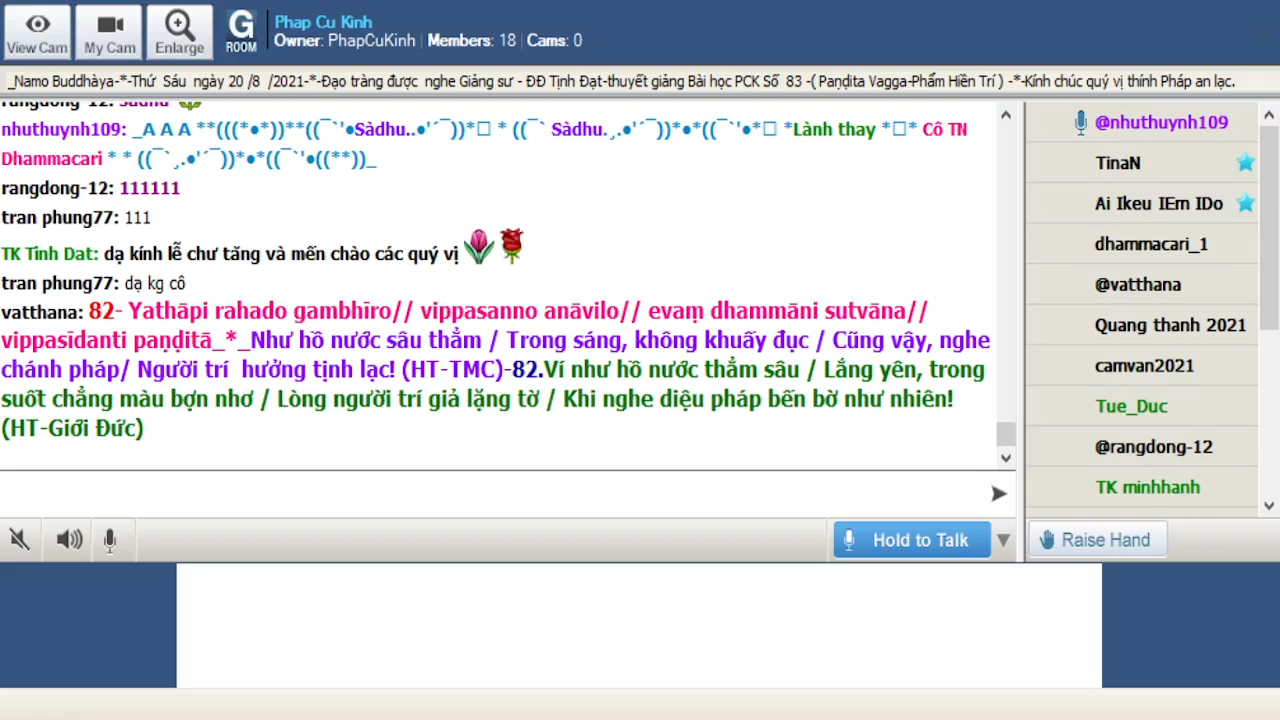 Phap Cu Kinh
View Cam My Cam Enlarge G ROOM Owner: PhapCuKinh Members: 18 Cams: 0
_Namo Buddhàya-*-Thứ Sáu ngày 20 /8 /2021-*-Đạo tràng được nghe Giảng sư - ĐĐ Tịnh Đạt-thuyết giảng Bài học PCK Số 83 -( Paṇḍita Vagga-Phẩm Hiền Trí ) -*-Kính chúc quý vị thính Pháp an lạc.
rangdong-12: sadhu
nhuthuynh109: _A A A **(((*•*))**((¯`'•Sàdhu..•'´¯))*□ * ((¯` Sàdhu.¸.•'´¯))*•*((¯`'•*□ *Lành thay *□* Cô TN
Dhammacari * * ((¯`¸.•'´¯))*•*((¯`'•((**))_
rangdong-12: 111111
tran phung77: 111
TK Tinh Dat: dạ kính lễ chư tăng và mến chào các quý vị
tran phung77: dạ kg cô
vatthana: 82- Yathāpi rahado gambhīro// vippasanno anāvilo// evaṃ dhammāni sutvāna//
vippasīdanti paṇḍitā_*_Như hồ nước sâu thẳm / Trong sáng, không khuấy đục / Cũng vậy, nghe
chánh pháp/ Người trí hưởng tịnh lạc! (HT-TMC)-82.Ví như hồ nước thẳm sâu / Lắng yên, trong
suốt chẳng màu bợn nhơ / Lòng người trí giả lặng tờ / Khi nghe diệu pháp bến bờ như nhiên!
(HT-Giới Đức)
@nhuthuynh109
TinaN
Ai Ikeu IEm IDo
dhammacari_1
@vatthana
Quang thanh 2021
camvan2021
Tue_Duc
@rangdong-12
TK minhhanh
Hold to Talk
Raise Hand